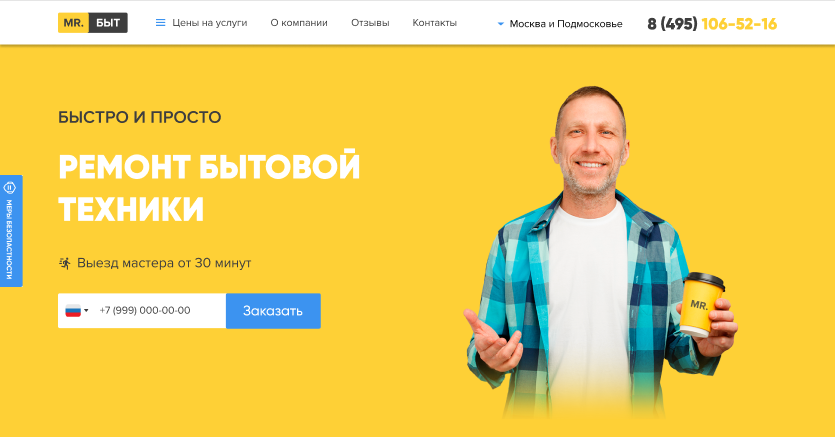 MR. БЫТ
Цены на услуги
О компании
Отзывы
Контакты
Москва и Подмосковье
8 (495) 106-52-16
БЫСТРО И ПРОСТО
РЕМОНТ БЫТОВОЙ
ТЕХНИКИ
МЕРЫ БЕЗОПАСТНОСТИ
Выезд мастера от 30 минут
+7 (999) 000-00-00
Заказать
MR.